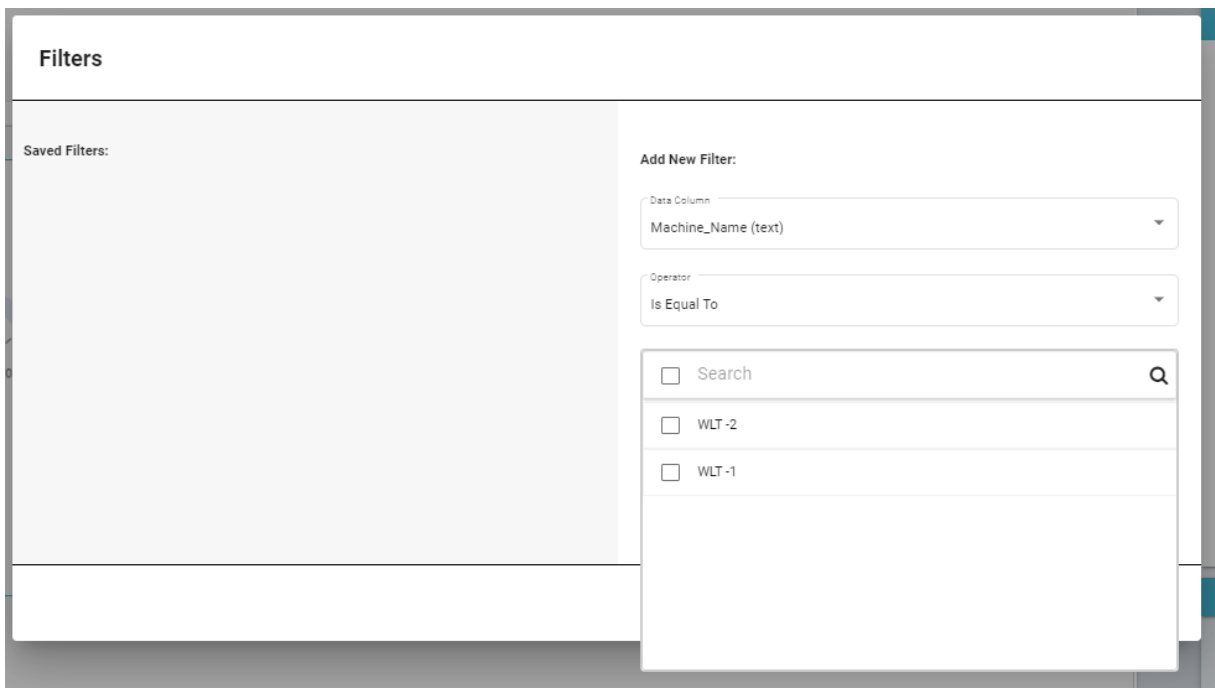 Filters
Saved Filters:
Add New Filter:
Data Column
Machine_Name (text)
Operator
Is Equal To
Search
WLT -2
WLT -1